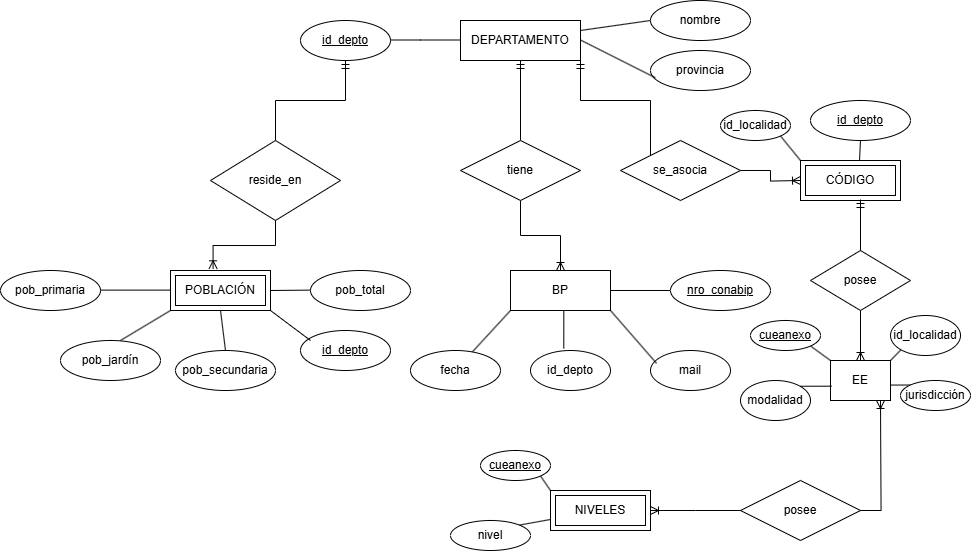 nombre
id_depto
DEPARTAMENTO
provincia
id_localidad
id_depto
reside_en
tiene
se_asocia
CÓDIGO
pob_primaria
POBLACIÓN
pob_total
BP
nro_conabip
posee
pob_jardín
pob_secundaria
id_depto
fecha
id_depto
mail
cueanexo
id_localidad
modalidad
EE
jurisdicción
cueanexo
NIVELES
posee
nivel